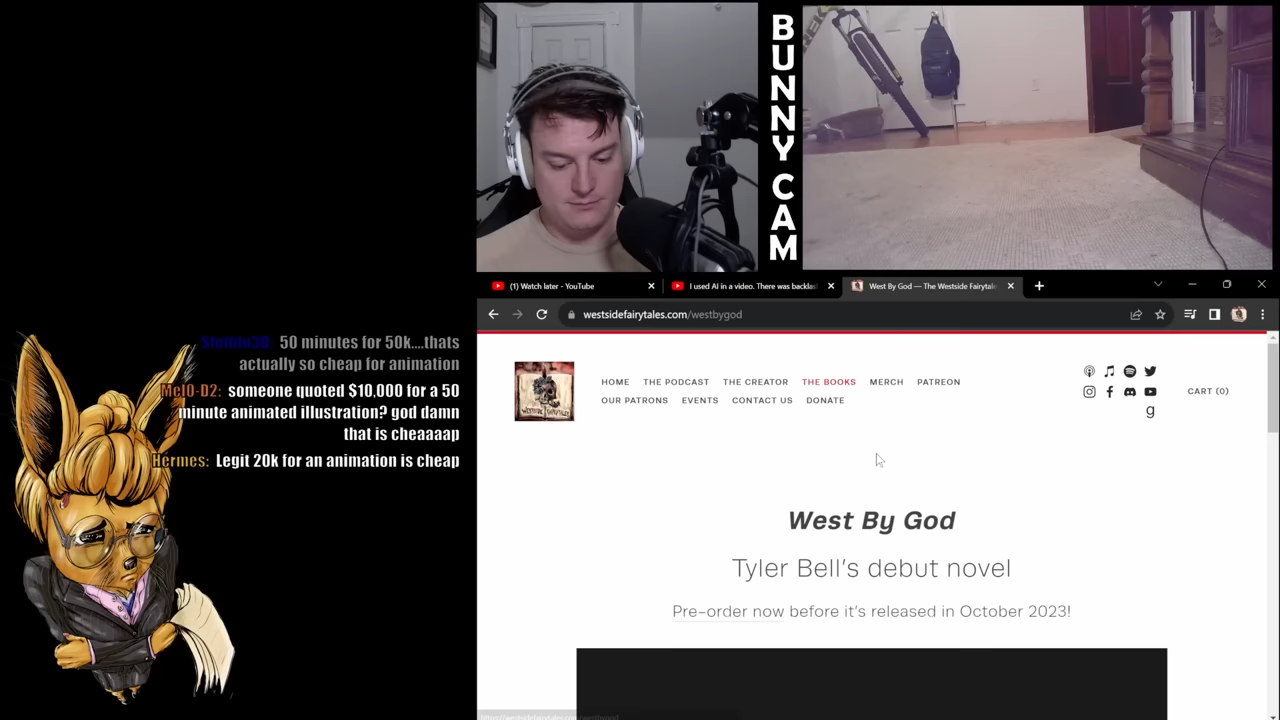 BUNNY CAM
(1) Watch later - YouTube
I used AI in a video. There was backlas
West By God — The Westside Fairytale
westsidefairytales.com/westbygod
50 minutes for 50k....thats
actually so cheap for animation
Mel0-D2: someone quoted $10,000 for a 50
minute animated illustration? god damn
that is cheaaaap
Hermes: Legit 20k for an animation is cheap
HOME THE PODCAST THE CREATOR THE BOOKS MERCH PATREON
OUR PATRONS EVENTS CONTACT US DONATE
CART (0)
West By God
Tyler Bell's debut novel
Pre-order now before it's released in October 2023!